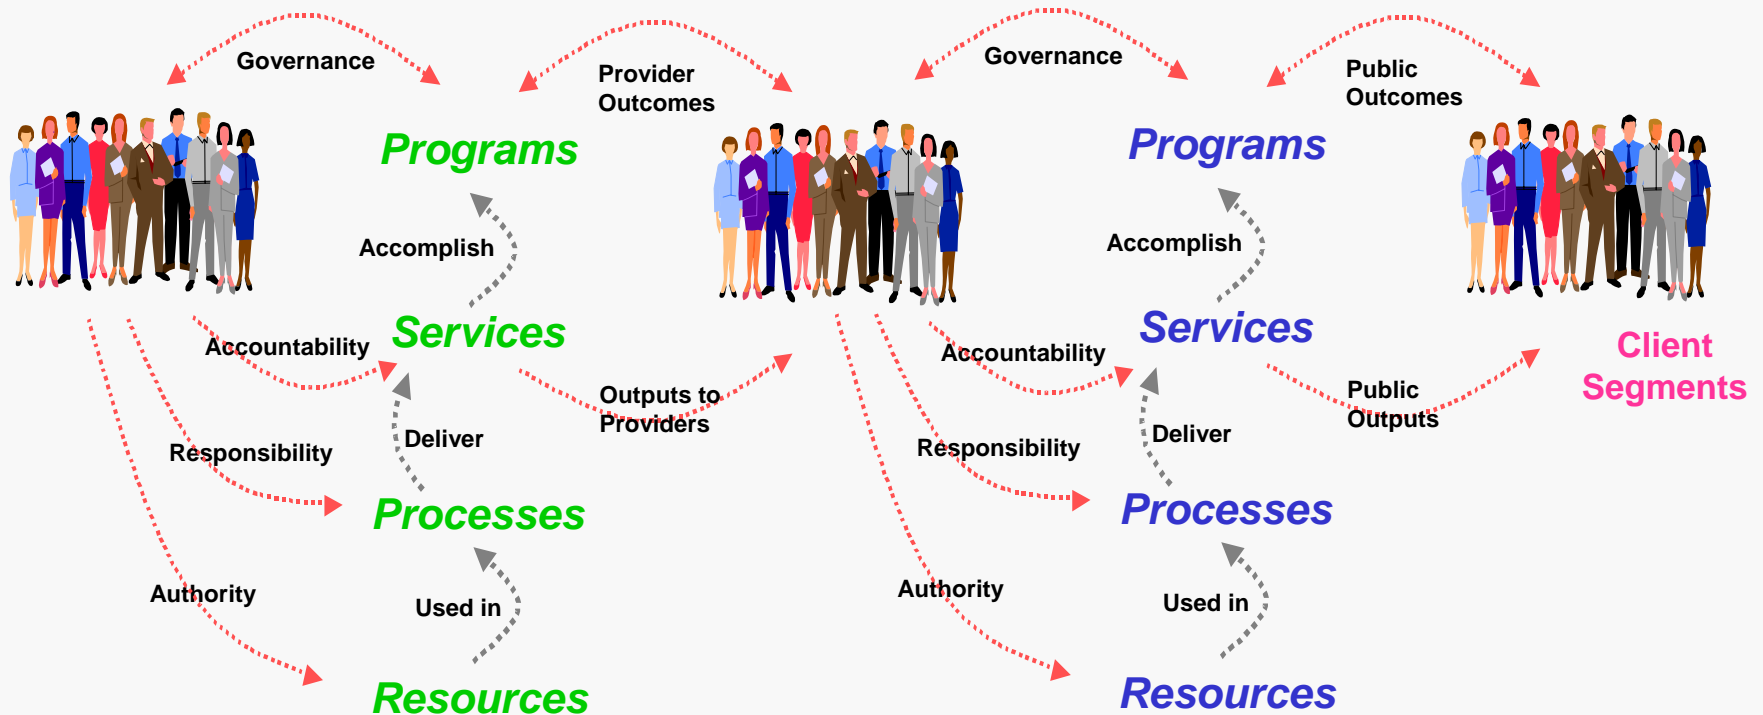 Governance
Provider
Outcomes
Governance
Public
Outcomes
Programs
Programs
Accomplish
Accomplish
Services
Services
Accountability
Accountability
Client
Segments
Outputs to
Providers
Public
Outputs
Deliver
Deliver
Responsibility
Responsibility
Processes
Processes
Authority
Authority
Used in
Used in
Resources
Resources